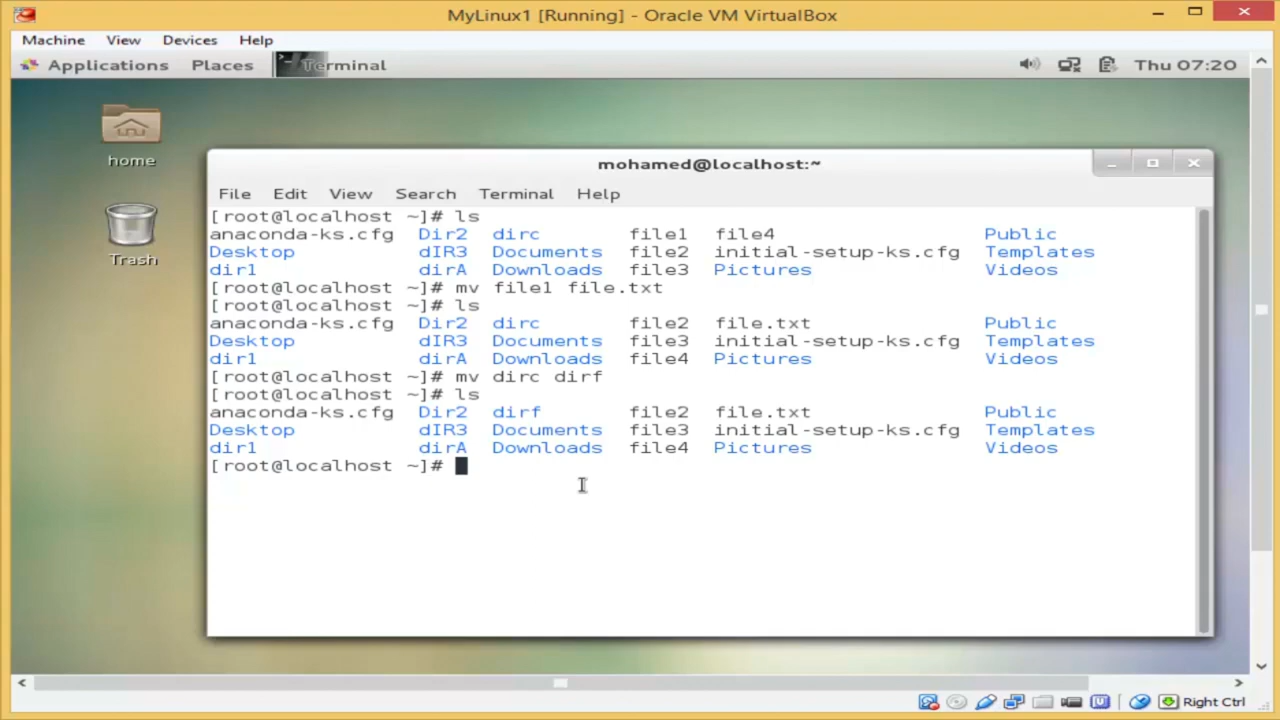 MyLinux1 [Running] - Oracle VM VirtualBox
Machine View Devices Help
Applications Places Terminal Thu 07:20
home
Trash
mohamed@localhost:~
File Edit View Search Terminal Help
[root@localhost ~]# ls
anaconda-ks.cfg Dir2 dirc file1 file4 Public
Desktop dIR3 Documents file2 initial-setup-ks.cfg Templates
dir1 dirA Downloads file3 Pictures Videos
[root@localhost ~]# mv file1 file.txt
[root@localhost ~]# ls
anaconda-ks.cfg Dir2 dirc file2 file.txt Public
Desktop dIR3 Documents file3 initial-setup-ks.cfg Templates
dir1 dirA Downloads file4 Pictures Videos
[root@localhost ~]# mv dirc dirf
[root@localhost ~]# ls
anaconda-ks.cfg Dir2 dirf file2 file.txt Public
Desktop dIR3 Documents file3 initial-setup-ks.cfg Templates
dir1 dirA Downloads file4 Pictures Videos
[root@localhost ~]#
Right Ctrl